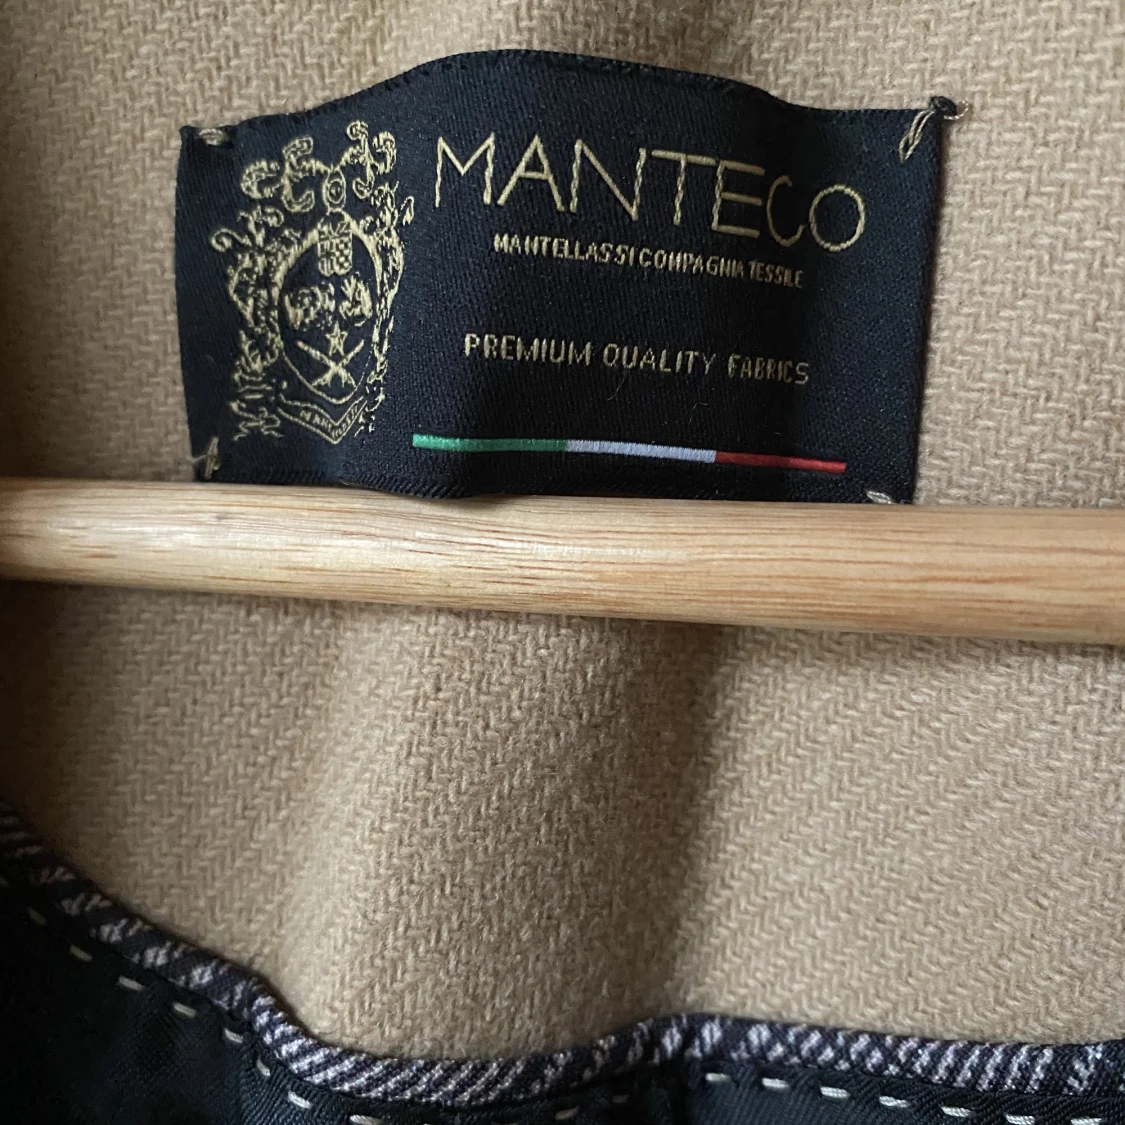 MANTECO
MANTELLASSI COMPAGNIA TESSILE
PREMIUM QUALITY FABRICS